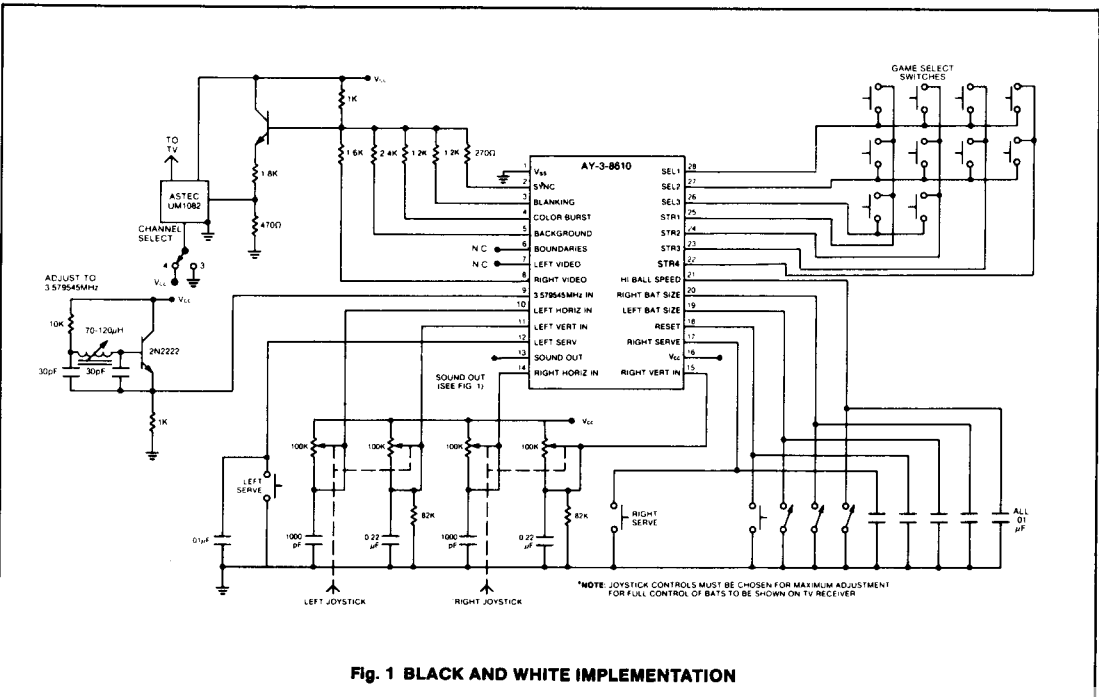 GAME SELECT
SWITCHES
Vcc
1K
TO
TV
1.6K
2.4K
1.2K
1.2K
270Ω
1.8K
ASTEC
UM1082
470Ω
CHANNEL
SELECT
4
3
Vcc
AY-3-8610
1 Vss
2 SYNC
3 BLANKING
4 COLOR BURST
5 BACKGROUND
6 BOUNDARIES
7 LEFT VIDEO
8 RIGHT VIDEO
9 3.579545MHz IN
10 LEFT HORIZ IN
11 LEFT VERT IN
12 LEFT SERV
13 SOUND OUT
14 RIGHT HORIZ IN
SEL1 28
SEL2 27
SEL3 26
STR1 25
STR2 24
STR3 23
STR4 22
HI BALL SPEED 21
RIGHT BAT SIZE 20
LEFT BAT SIZE 19
RESET 18
RIGHT SERVE 17
Vcc 16
RIGHT VERT IN 15
N C
N C
ADJUST TO
3.579545MHz
Vcc
10K
70-120μH
2N2222
30pF
30pF
1K
SOUND OUT
(SEE FIG. 1)
Vcc
100K
100K
100K
100K
LEFT
SERVE
82K
82K
RIGHT
SERVE
.01μF
1000
pF
0.22
μF
1000
pF
0.22
μF
ALL
.01
μF
LEFT JOYSTICK
RIGHT JOYSTICK
*NOTE: JOYSTICK CONTROLS MUST BE CHOSEN FOR MAXIMUM ADJUSTMENT
FOR FULL CONTROL OF BATS TO BE SHOWN ON TV RECEIVER
Fig. 1 BLACK AND WHITE IMPLEMENTATION